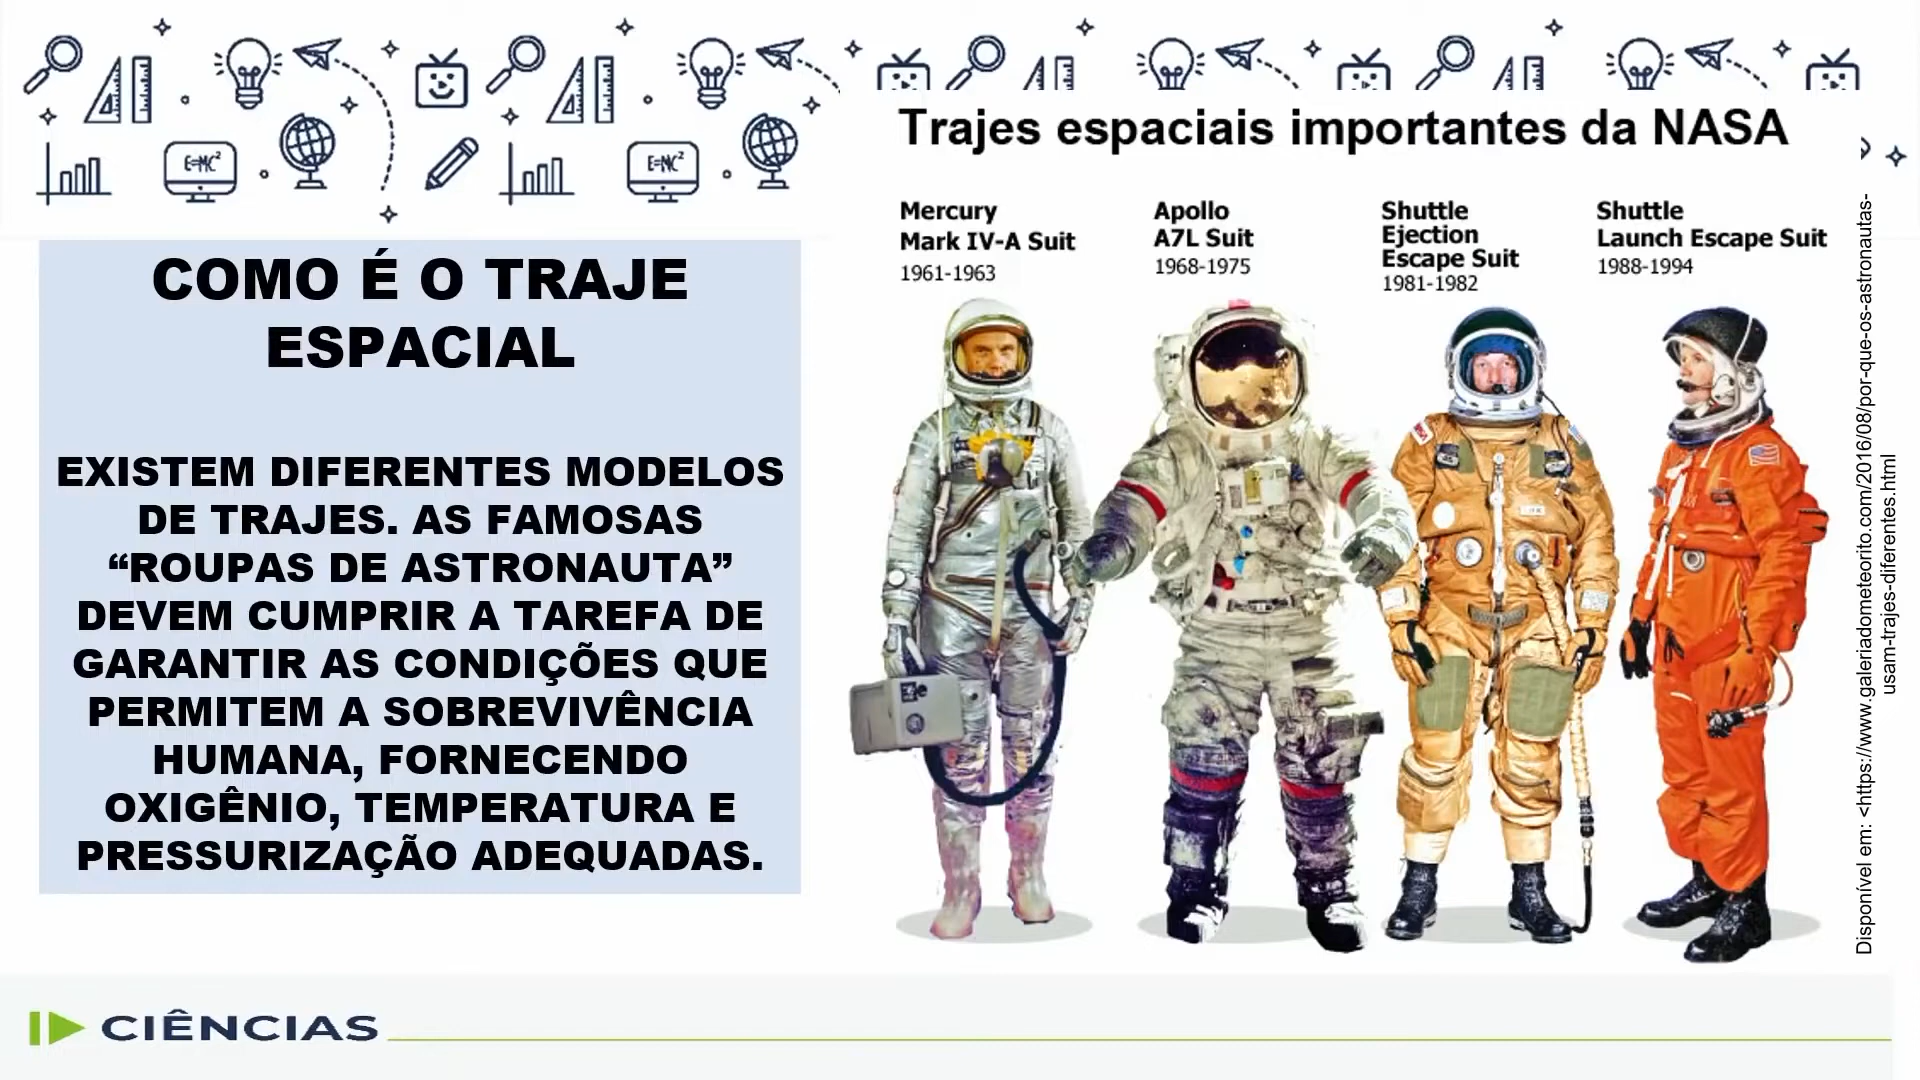 E=MC²
E=MC²
Trajes espaciais importantes da NASA
COMO É O TRAJE
ESPACIAL
EXISTEM DIFERENTES MODELOS
DE TRAJES. AS FAMOSAS
“ROUPAS DE ASTRONAUTA”
DEVEM CUMPRIR A TAREFA DE
GARANTIR AS CONDIÇÕES QUE
PERMITEM A SOBREVIVÊNCIA
HUMANA, FORNECENDO
OXIGÊNIO, TEMPERATURA E
PRESSURIZAÇÃO ADEQUADAS.
Mercury
Mark IV-A Suit
1961-1963
Apollo
A7L Suit
1968-1975
Shuttle
Ejection
Escape Suit
1981-1982
Shuttle
Launch Escape Suit
1988-1994
Disponível em: <https://www.galeriadometeorito.com/2016/08/por-que-os-astronautas-
usam-trajes-diferentes.html
CIÊNCIAS